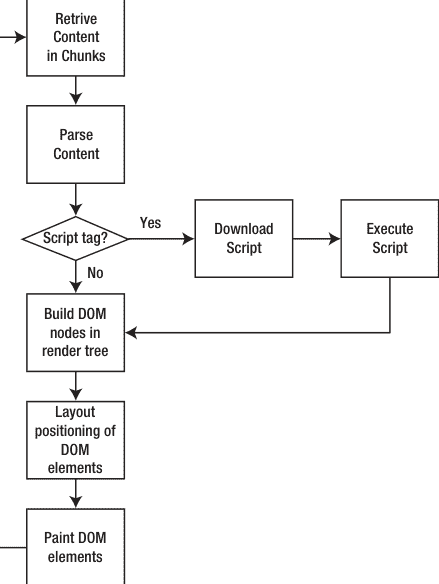 Retrive
Content
in Chunks
Parse
Content
Script tag?
Yes
Download
Script
Execute
Script
No
Build DOM
nodes in
render tree
Layout
positioning of
DOM
elements
Paint DOM
elements